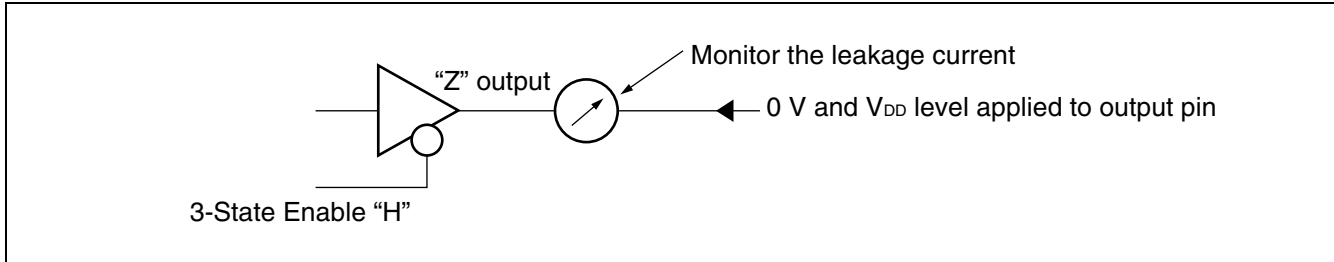 Monitor the leakage current
“Z” output
0 V and VDD level applied to output pin
3-State Enable “H”